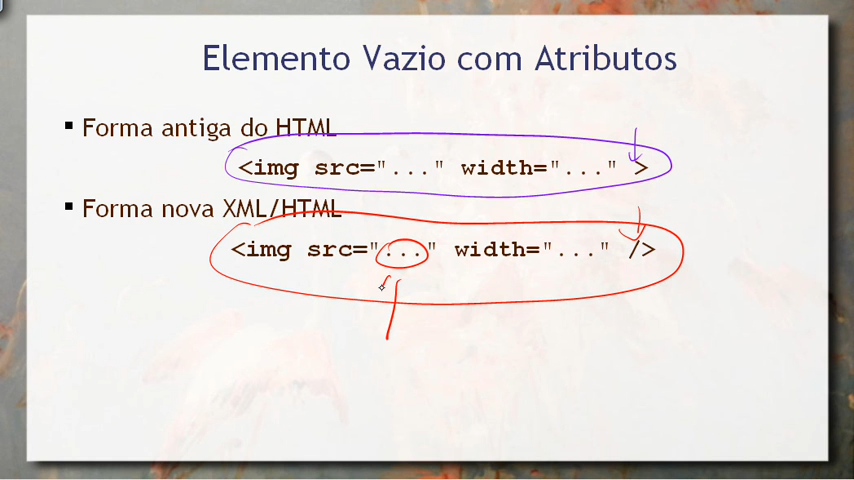 Elemento Vazio com Atributos
▪ Forma antiga do HTML
<img src="..." width="..." >
▪ Forma nova XML/HTML
<img src="..." width="..." />